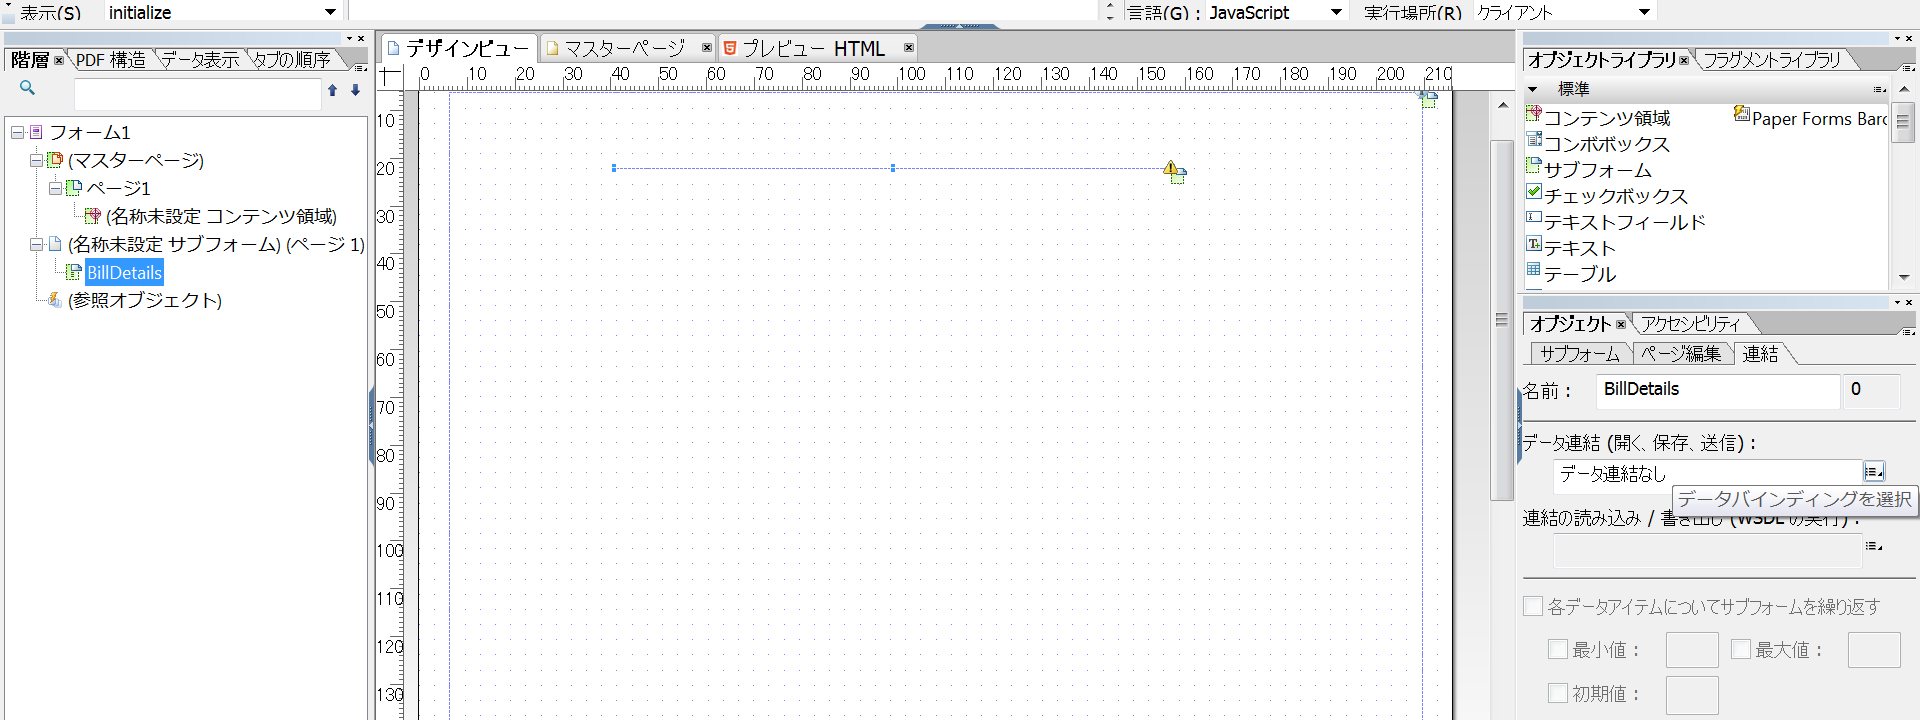 表示(S) initialize 言語(G)： JavaScript 実行場所(R) クライアント
階層 PDF 構造 データ表示 タブの順序
フォーム1
(マスターページ)
ページ1
(名称未設定 コンテンツ領域)
(名称未設定 サブフォーム) (ページ 1)
BillDetails
(参照オブジェクト)
デザインビュー マスターページ プレビュー HTML
0 10 20 30 40 50 60 70 80 90 100 110 120 130 140 150 160 170 180 190 200 210
10
20
30
40
50
60
70
80
90
100
110
120
130
オブジェクトライブラリ フラグメントライブラリ
標準
コンテンツ領域 Paper Forms Barc
コンボボックス
サブフォーム
チェックボックス
テキストフィールド
テキスト
テーブル
オブジェクト アクセシビリティ
サブフォーム ページ編集 連結
名前： BillDetails 0
データ連結 (開く、保存、送信)：
データ連結なし
データバインディングを選択
連結の読み込み / 書き出し (WSDL の実行)：
各データアイテムについてサブフォームを繰り返す
最小値： 最大値：
初期値：